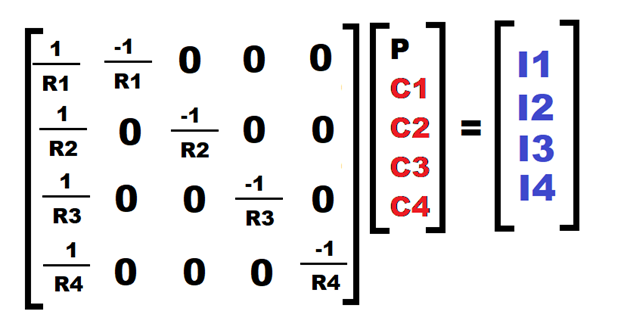 1/R1 -1/R1 0 0 0
1/R2 0 -1/R2 0 0
1/R3 0 0 -1/R3 0
1/R4 0 0 0 -1/R4
P
C1
C2
C3
C4
=
I1
I2
I3
I4